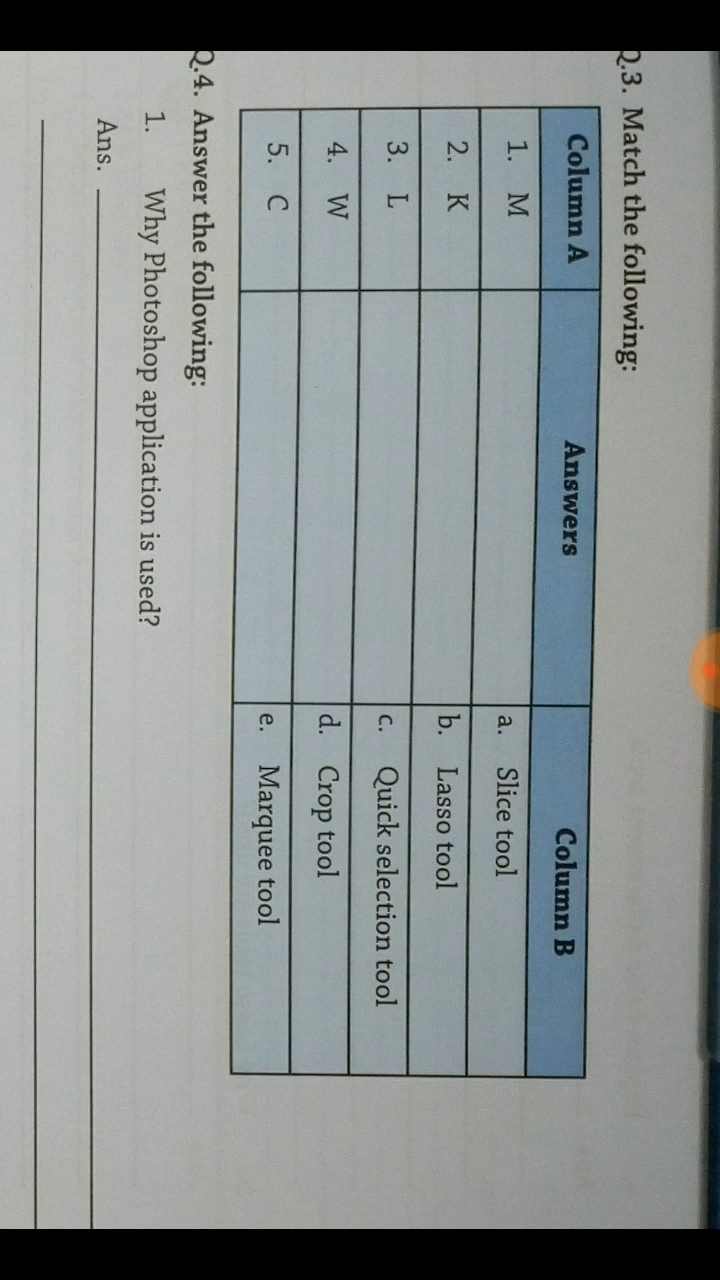 Q.3. Match the following:
Column A Answers Column B
1. M a. Slice tool
2. K b. Lasso tool
3. L c. Quick selection tool
4. W d. Crop tool
5. C e. Marquee tool
Q.4. Answer the following:
1. Why Photoshop application is used?
Ans.